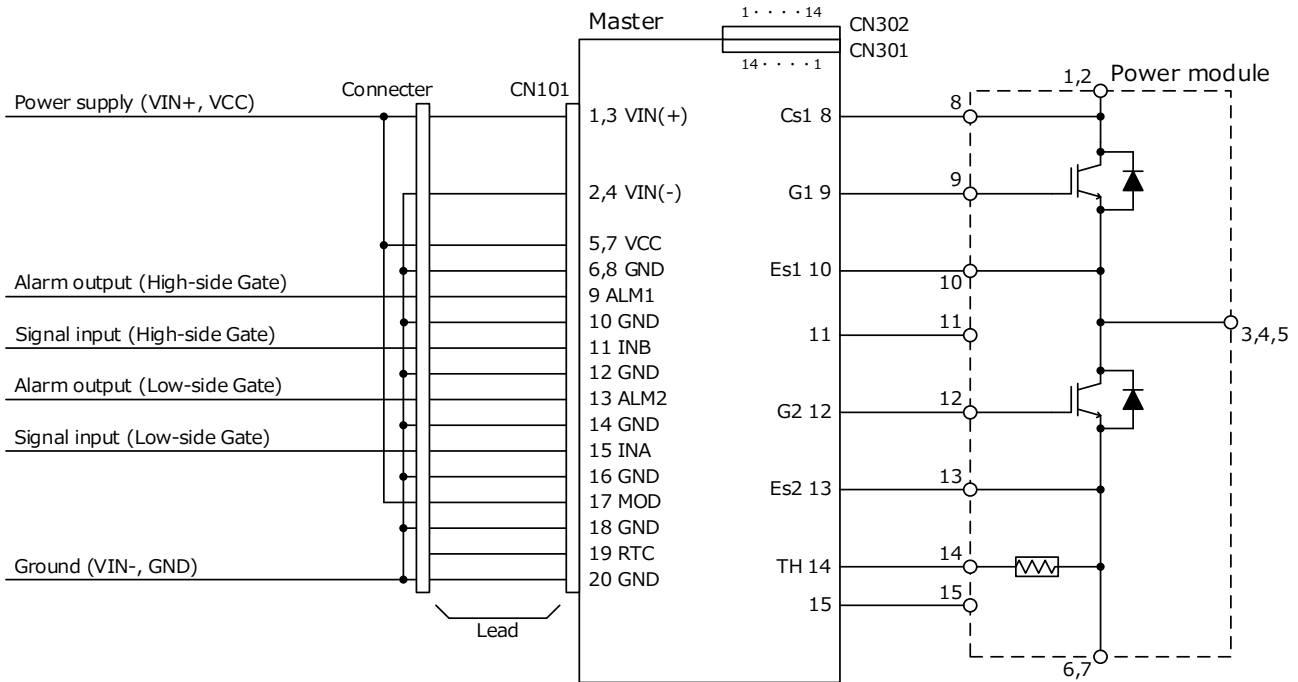 1 · · · · 14
Master
CN302
CN301
14 · · · · 1
1,2
Power module
Connecter
CN101
Power supply (VIN+, VCC)
1,3 VIN(+)
Cs1 8
8
2,4 VIN(-)
G1 9
9
5,7 VCC
6,8 GND
Es1 10
10
Alarm output (High-side Gate)
9 ALM1
10 GND
11
11
3,4,5
Signal input (High-side Gate)
11 INB
12 GND
Alarm output (Low-side Gate)
13 ALM2
G2 12
12
14 GND
Signal input (Low-side Gate)
15 INA
16 GND
Es2 13
13
17 MOD
18 GND
19 RTC
TH 14
14
Ground (VIN-, GND)
20 GND
15
15
Lead
6,7